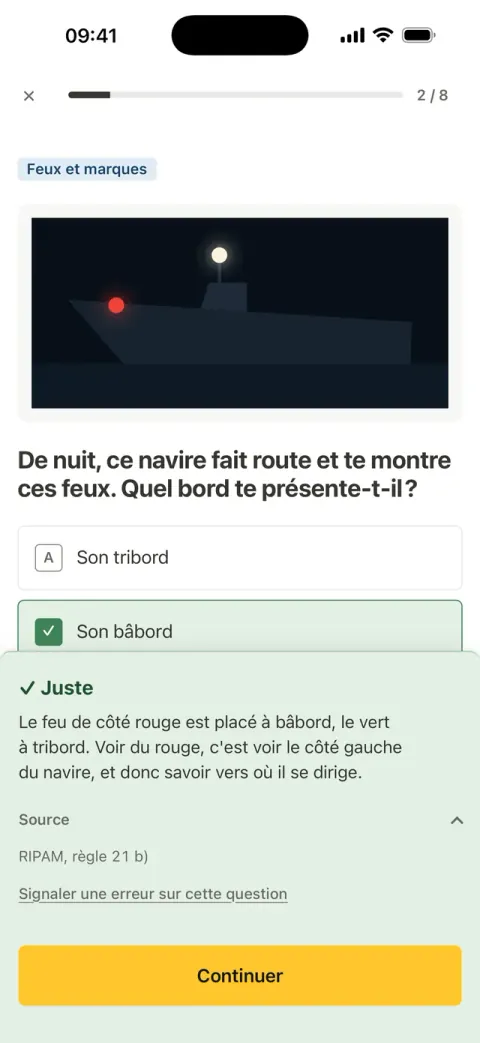 09:41
2 / 8
Feux et marques
De nuit, ce navire fait route et te montre
ces feux. Quel bord te présente-t-il ?
A
Son tribord
Son bâbord
Juste
Le feu de côté rouge est placé à bâbord, le vert
à tribord. Voir du rouge, c'est voir le côté gauche
du navire, et donc savoir vers où il se dirige.
Source
RIPAM, règle 21 b)
Signaler une erreur sur cette question
Continuer